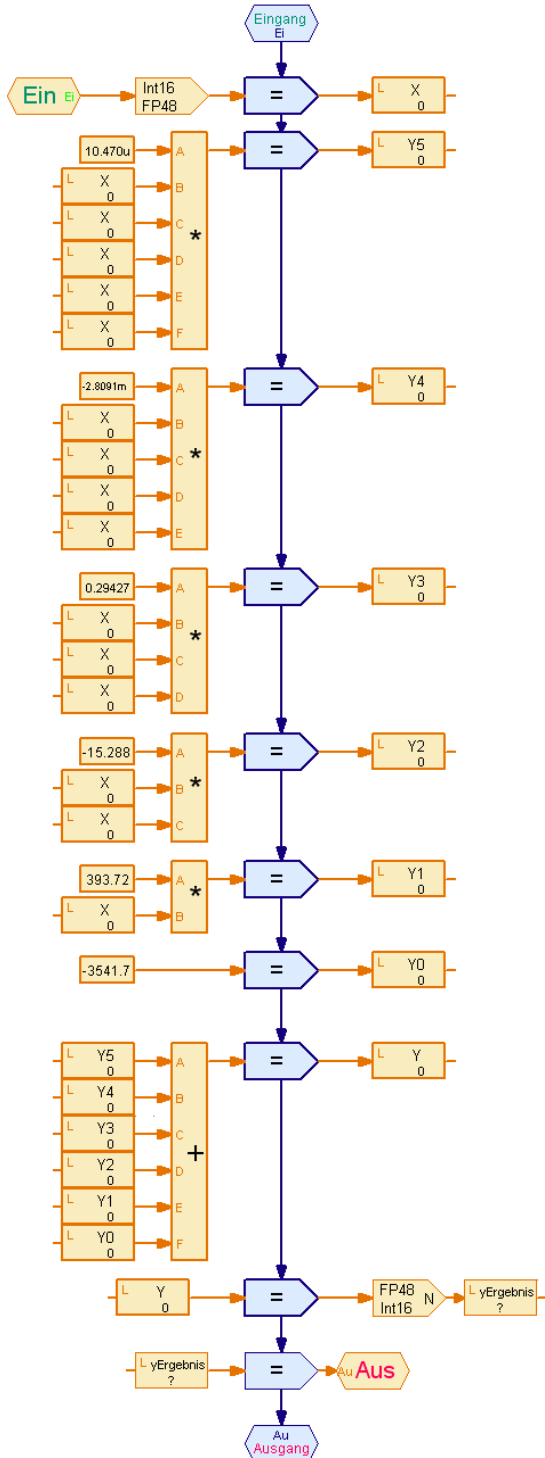 Eingang
Ei
Ein Ei
Int16
FP48
=
L X
0
10.470u A
=
L Y5
0
L X
0
B
L X
0
C
*
L X
0
D
L X
0
E
L X
0
F
-2.8091m A
=
L Y4
0
L X
0
B
L X
0
C
*
L X
0
D
L X
0
E
0.29427 A
=
L Y3
0
L X
0
B
*
L X
0
C
L X
0
D
-15.288 A
=
L Y2
0
L X
0
B
*
L X
0
C
393.72 A
*
=
L Y1
0
L X
0
B
-3541.7
=
L Y0
0
L Y5
0
A
=
L Y
0
L Y4
0
B
L Y3
0
C
+
L Y2
0
D
L Y1
0
E
L Y0
0
F
L Y
0
=
FP48
Int16 N
L yErgebnis
?
L yErgebnis
?
=
Au Aus
Au
Ausgang